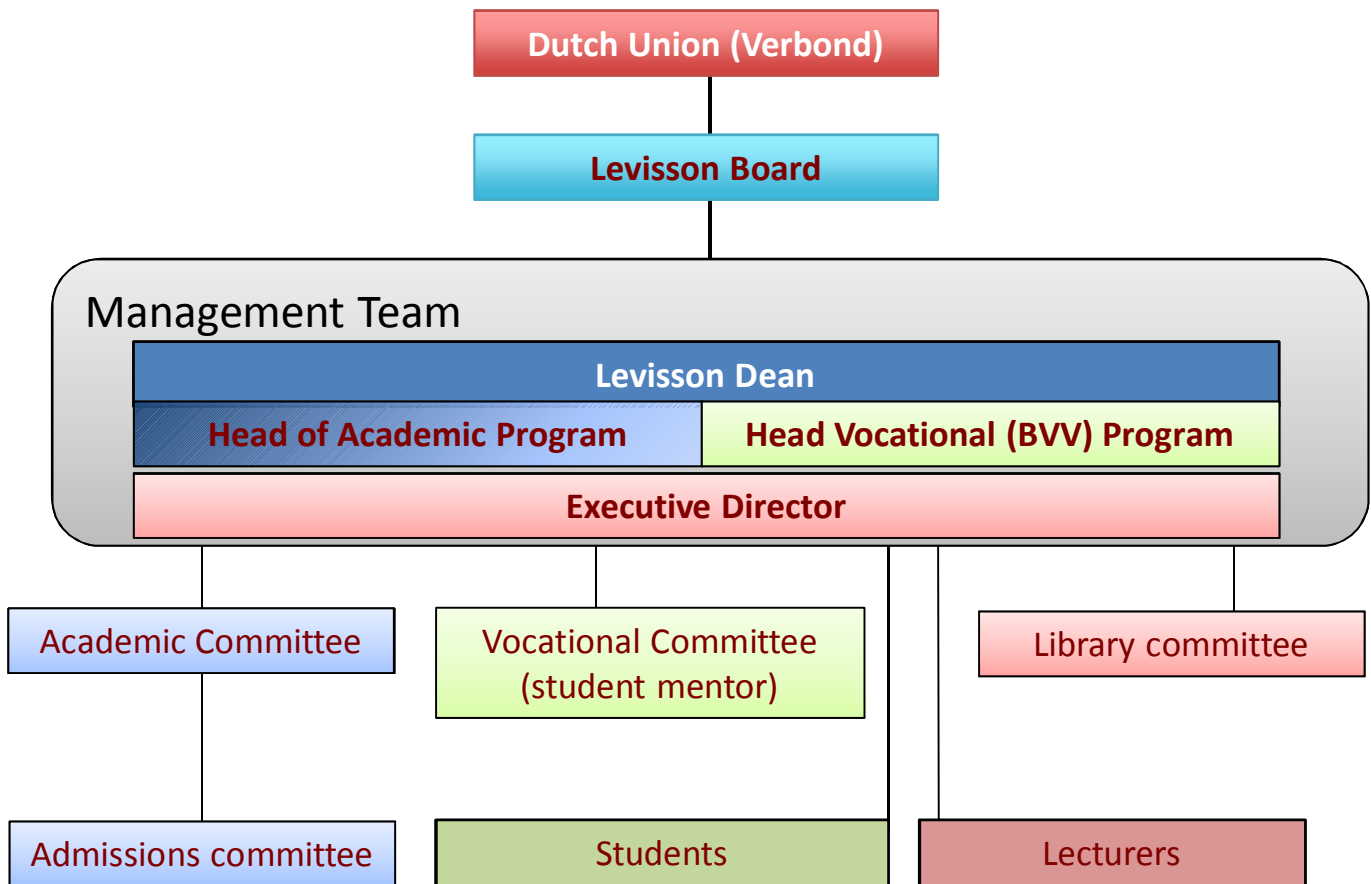 Dutch Union (Verbond)
Levisson Board
Management Team
Levisson Dean
Head of Academic Program
Head Vocational (BVV) Program
Executive Director
Academic Committee
Vocational Committee
(student mentor)
Library committee
Admissions committee
Students
Lecturers